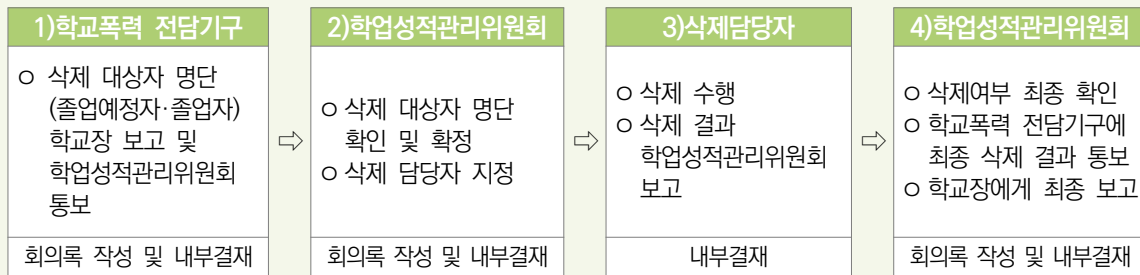 1)학교폭력 전담기구
ㅇ 삭제 대상자 명단
(졸업예정자·졸업자)
학교장 보고 및
학업성적관리위원회
통보
회의록 작성 및 내부결재
⇨
2)학업성적관리위원회
ㅇ 삭제 대상자 명단
확인 및 확정
ㅇ 삭제 담당자 지정
회의록 작성 및 내부결재
⇨
3)삭제담당자
ㅇ 삭제 수행
ㅇ 삭제 결과
학업성적관리위원회
보고
내부결재
⇨
4)학업성적관리위원회
ㅇ 삭제여부 최종 확인
ㅇ 학교폭력 전담기구에
최종 삭제 결과 통보
ㅇ 학교장에게 최종 보고
회의록 작성 및 내부결재